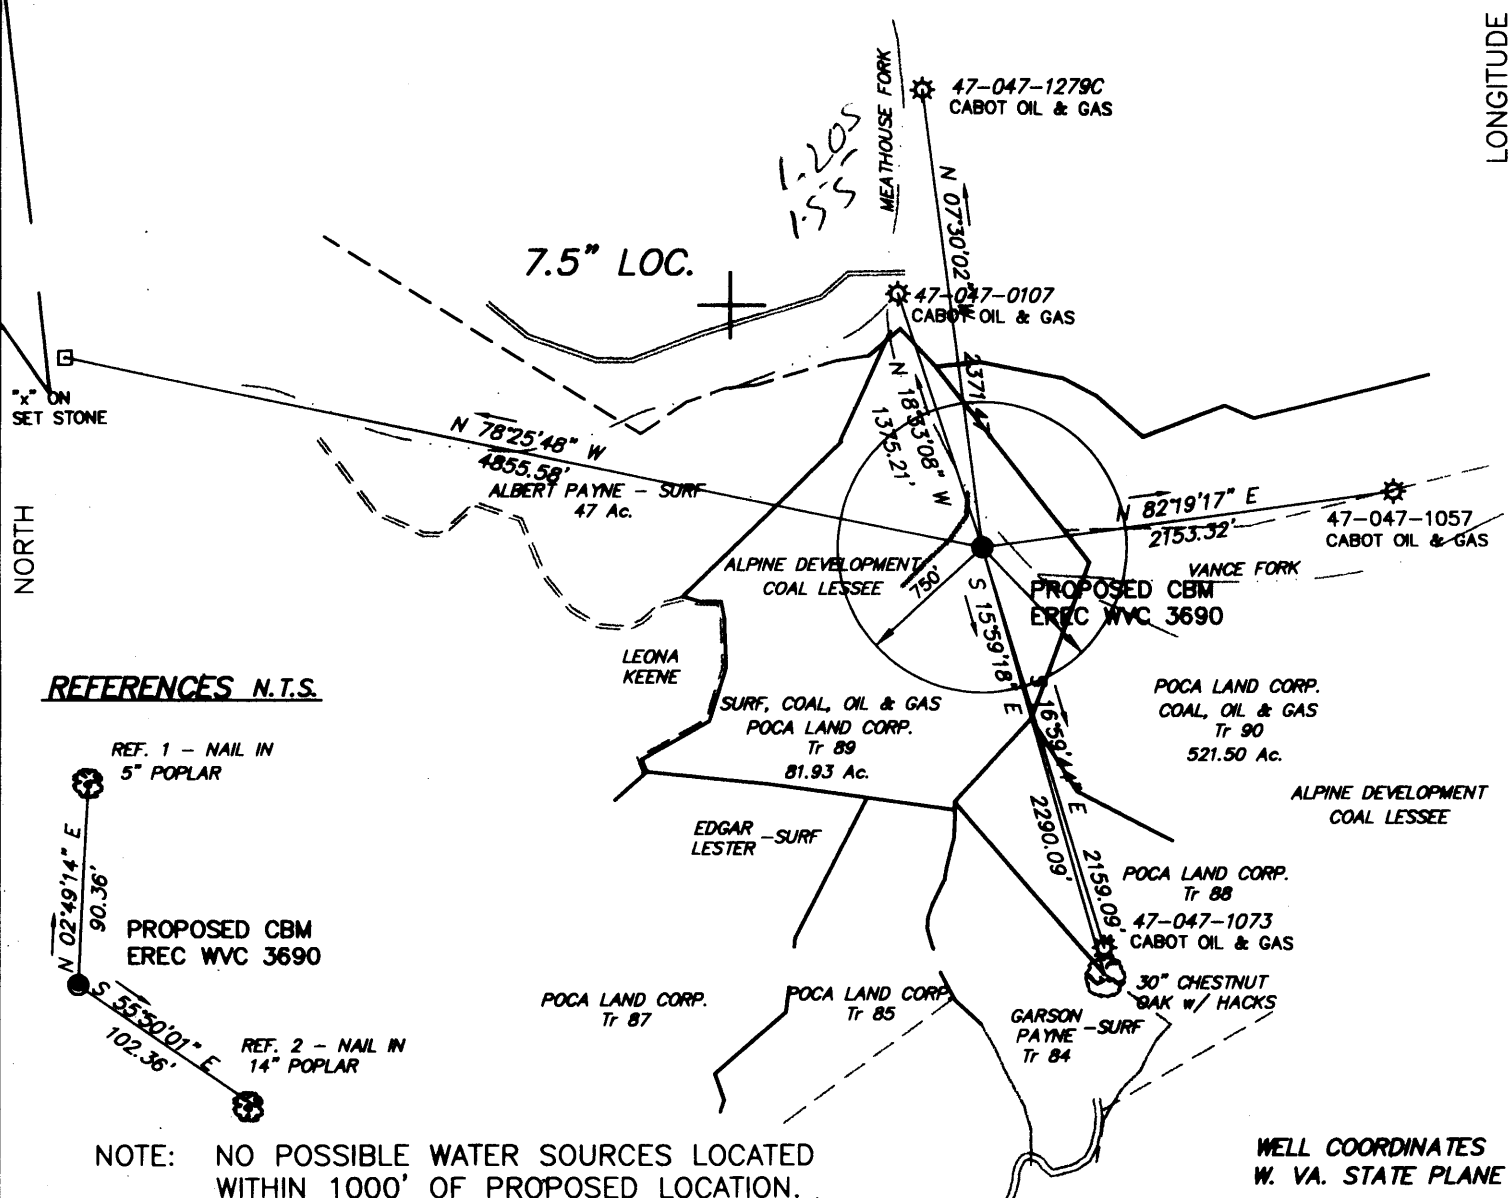 LONGITUDE
47-047-1279C
CABOT OIL & GAS
MEATHOUSE FORK
1.20S
1.55
N 07°30'02" W
2371.47
7.5" LOC.
47-047-0107
CABOT OIL & GAS
"x" ON
SET STONE
N 18°33'08" W
1375.21'
N 78°25'48" W
4855.58'
ALBERT PAYNE - SURF
47 Ac.
N 82°19'17" E
2153.32'
47-047-1057
CABOT OIL & GAS
NORTH
ALPINE DEVELOPMENT
COAL LESSEE
750'
VANCE FORK
PROPOSED CBM
EREC WVC 3690
S 15°59'18" E
LEONA
KEENE
REFERENCES N.T.S.
SURF, COAL, OIL & GAS
POCA LAND CORP.
Tr 89
81.93 Ac.
POCA LAND CORP.
COAL, OIL & GAS
Tr 90
521.50 Ac.
S 16°59'44" E
REF. 1 - NAIL IN
5" POPLAR
ALPINE DEVELOPMENT
COAL LESSEE
EDGAR
LESTER -SURF
2290.09'
2159.09'
POCA LAND CORP.
Tr 88
N 02°49'14" E
90.36'
PROPOSED CBM
EREC WVC 3690
47-047-1073
CABOT OIL & GAS
30" CHESTNUT
OAK w/ HACKS
S 55°50'01" E
102.36'
POCA LAND CORP.
Tr 87
POCA LAND CORP.
Tr 85
GARSON
PAYNE -SURF
Tr 84
REF. 2 - NAIL IN
14" POPLAR
NOTE: NO POSSIBLE WATER SOURCES LOCATED
WITHIN 1000' OF PROPOSED LOCATION.
WELL COORDINATES
W. VA. STATE PLANE